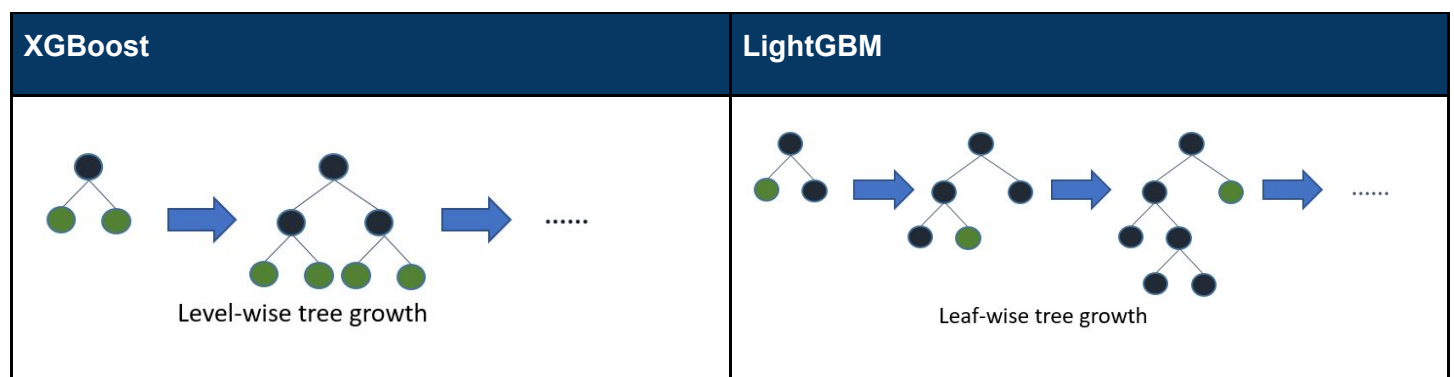 XGBoost
LightGBM
......
Level-wise tree growth
......
Leaf-wise tree growth